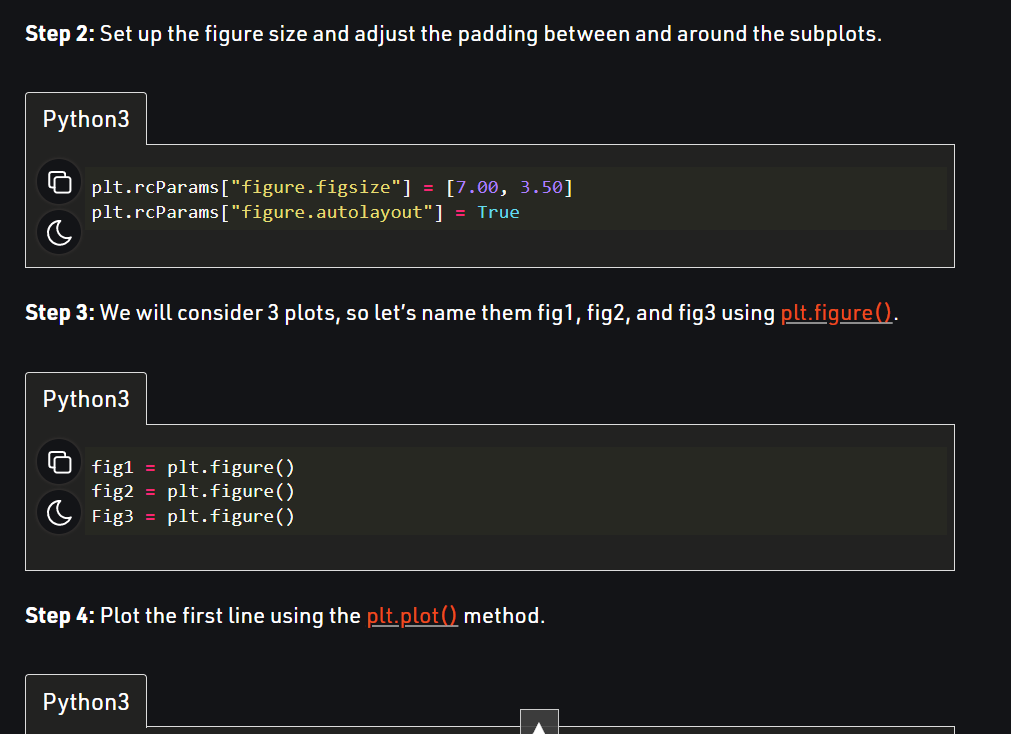 Step 2: Set up the figure size and adjust the padding between and around the subplots.
Python3
plt.rcParams["figure.figsize"] = [7.00, 3.50]
plt.rcParams["figure.autolayout"] = True
Step 3: We will consider 3 plots, so let’s name them fig1, fig2, and fig3 using plt.figure().
Python3
fig1 = plt.figure()
fig2 = plt.figure()
Fig3 = plt.figure()
Step 4: Plot the first line using the plt.plot() method.
Python3